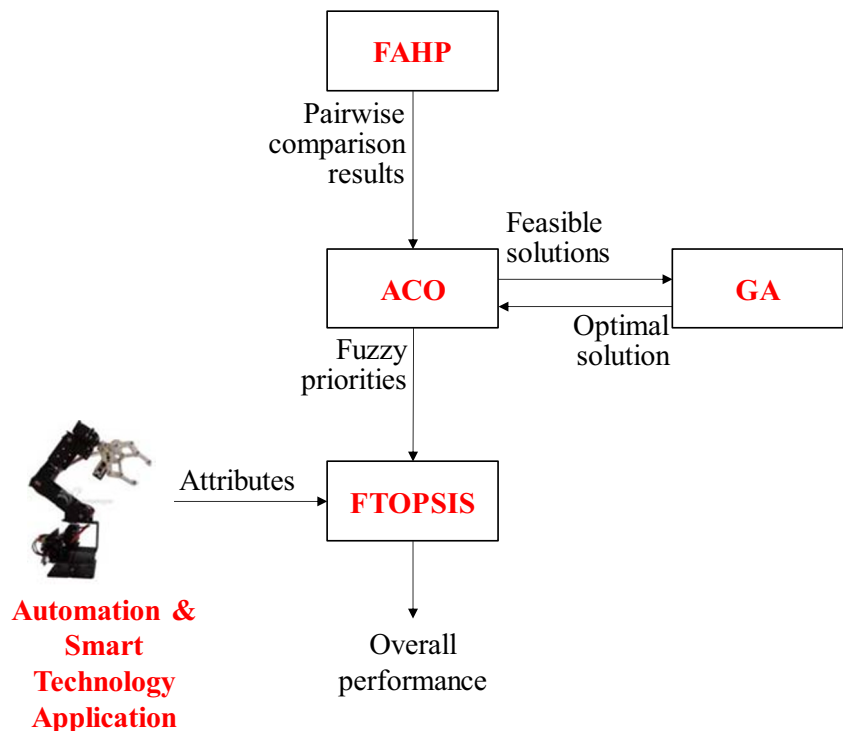 FAHP
Pairwise
comparison
results
Feasible
solutions
ACO
GA
Optimal
solution
Fuzzy
priorities
Attributes
FTOPSIS
Automation &
Smart
Technology
Application
Overall
performance